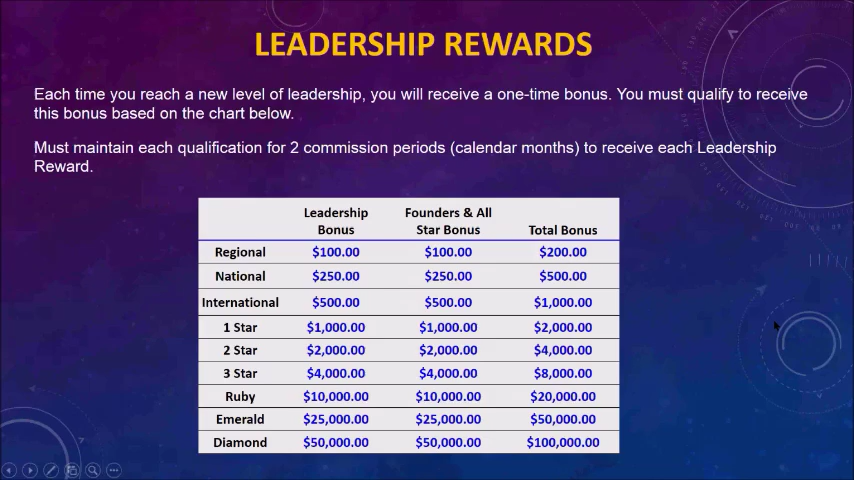 LEADERSHIP REWARDS
Each time you reach a new level of leadership, you will receive a one-time bonus. You must qualify to receive
this bonus based on the chart below.
Must maintain each qualification for 2 commission periods (calendar months) to receive each Leadership
Reward.
Leadership Bonus Founders & All Star Bonus Total Bonus
Regional $100.00 $100.00 $200.00
National $250.00 $250.00 $500.00
International $500.00 $500.00 $1,000.00
1 Star $1,000.00 $1,000.00 $2,000.00
2 Star $2,000.00 $2,000.00 $4,000.00
3 Star $4,000.00 $4,000.00 $8,000.00
Ruby $10,000.00 $10,000.00 $20,000.00
Emerald $25,000.00 $25,000.00 $50,000.00
Diamond $50,000.00 $50,000.00 $100,000.00